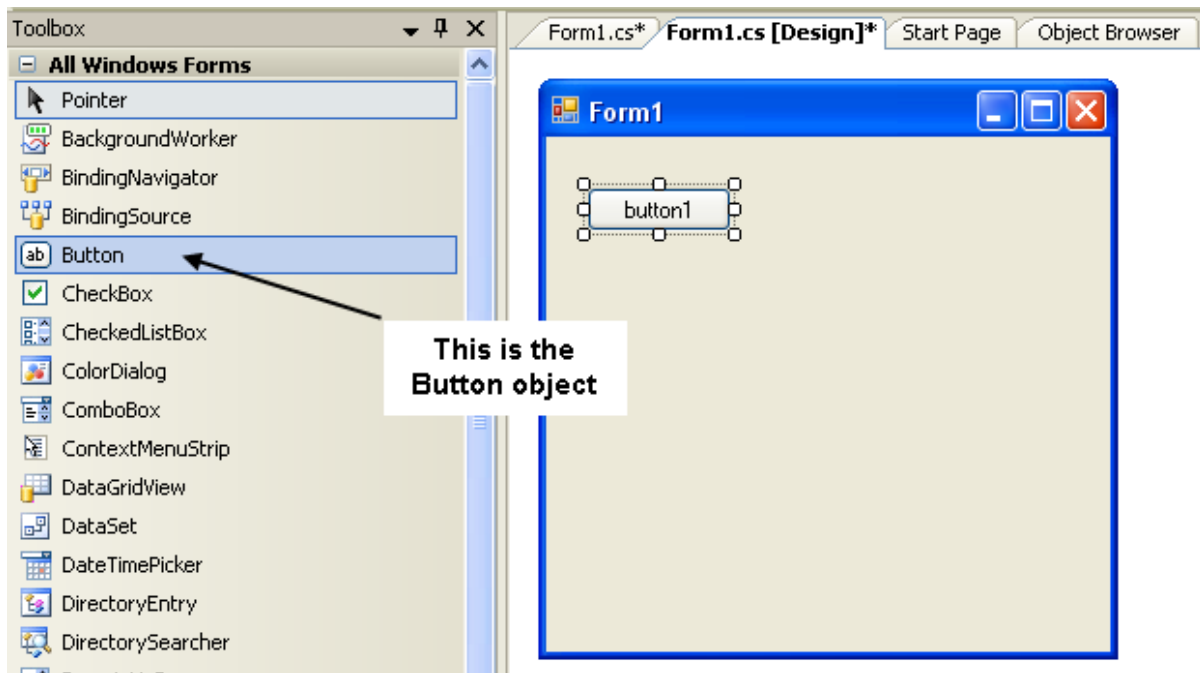 Toolbox
All Windows Forms
Pointer
BackgroundWorker
BindingNavigator
BindingSource
ab Button
CheckBox
CheckedListBox
ColorDialog
ComboBox
ContextMenuStrip
DataGridView
DataSet
DateTimePicker
DirectoryEntry
DirectorySearcher
This is the
Button object
Form1.cs* Form1.cs [Design]* Start Page Object Browser
Form1
button1